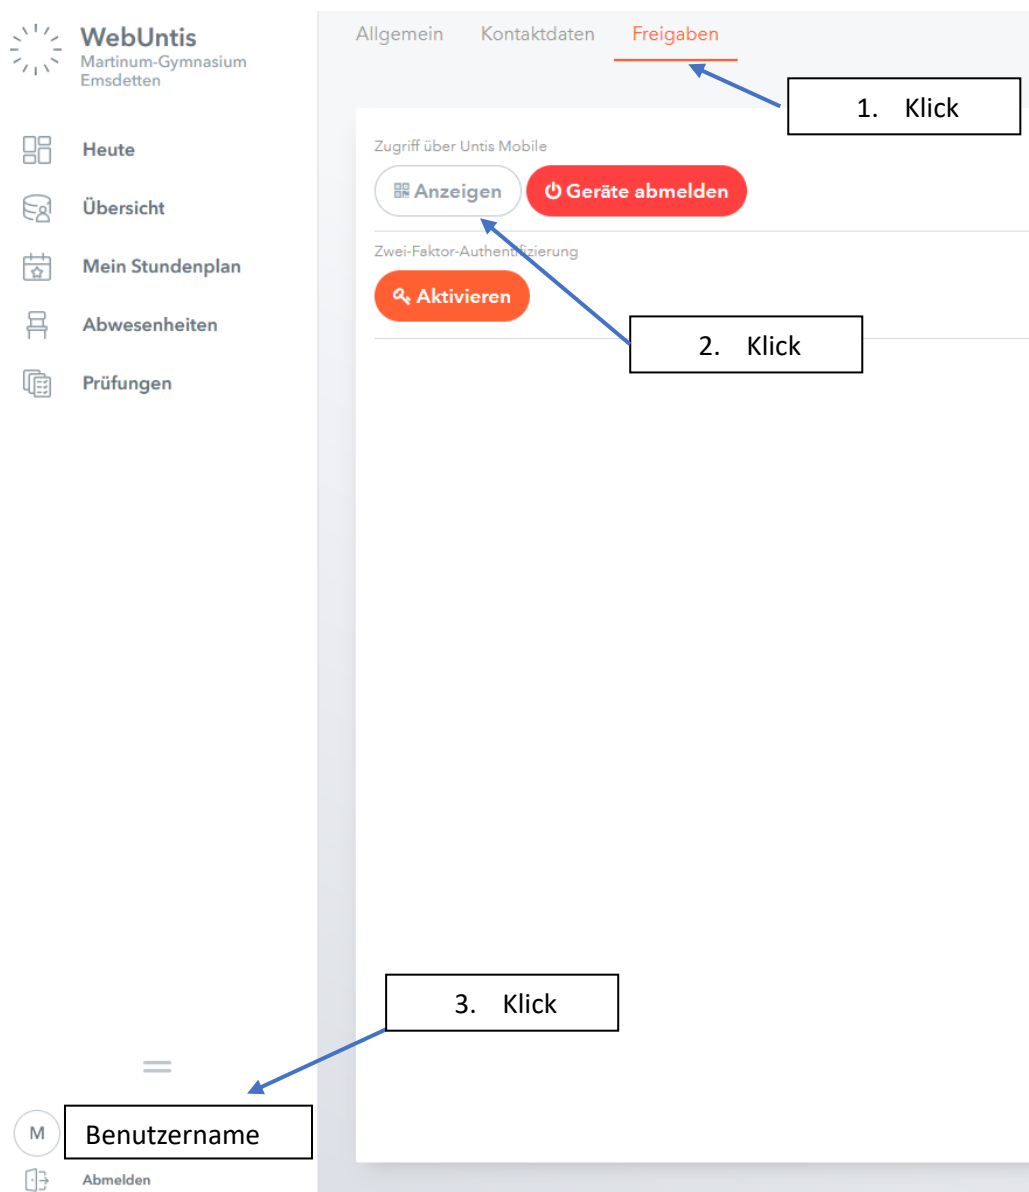 WebUntis
Martinum-Gymnasium
Emsdetten
Heute
Übersicht
Mein Stundenplan
Abwesenheiten
Prüfungen
M
Benutzername
Abmelden
Allgemein Kontaktdaten Freigaben
1. Klick
Zugriff über Untis Mobile
Anzeigen Geräte abmelden
Zwei-Faktor-Authentifizierung
Aktivieren
2. Klick
3. Klick